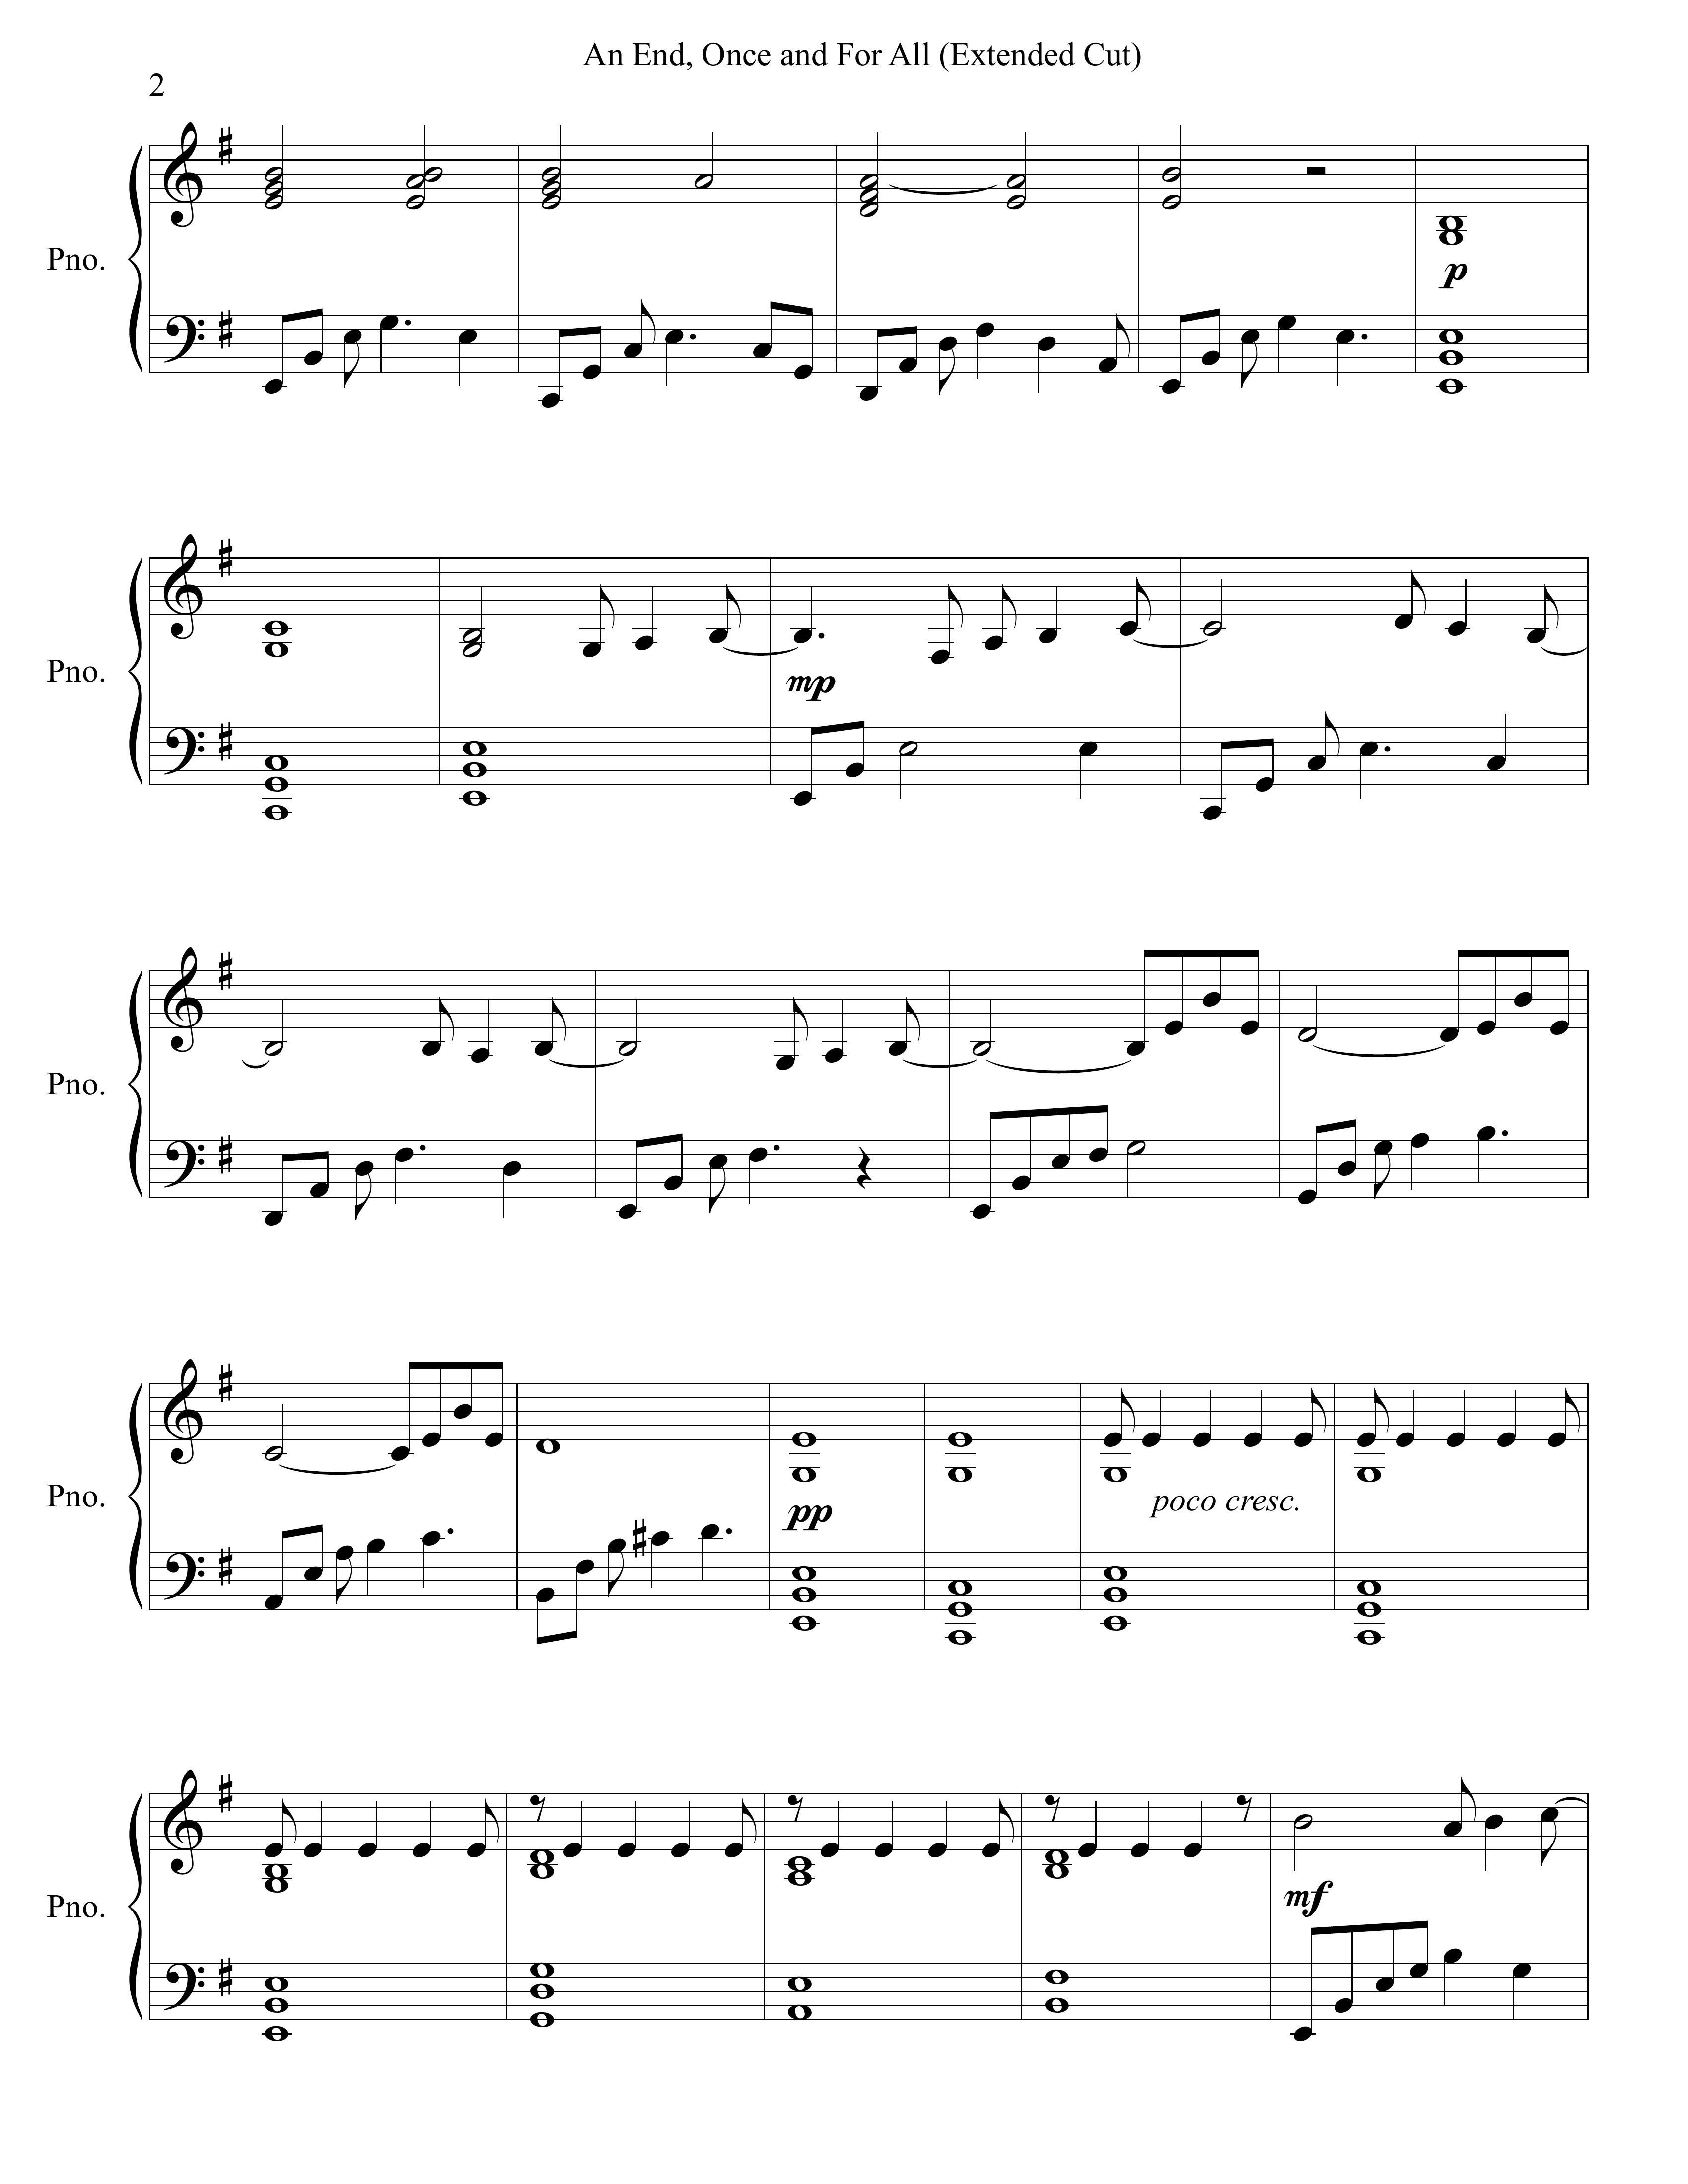 An End, Once and For All (Extended Cut)
2
Pno.
p
Pno.
mp
Pno.
Pno.
pp
poco cresc.
Pno.
mf